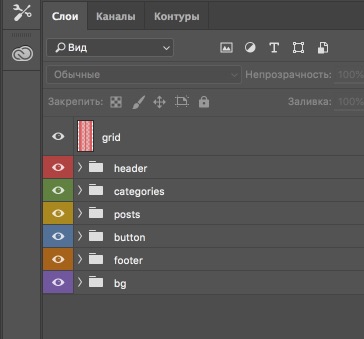 Слои Каналы Контуры
Вид
Обычные Непрозрачность: 100%
Закрепить: Заливка: 100%
grid
header
categories
posts
button
footer
bg